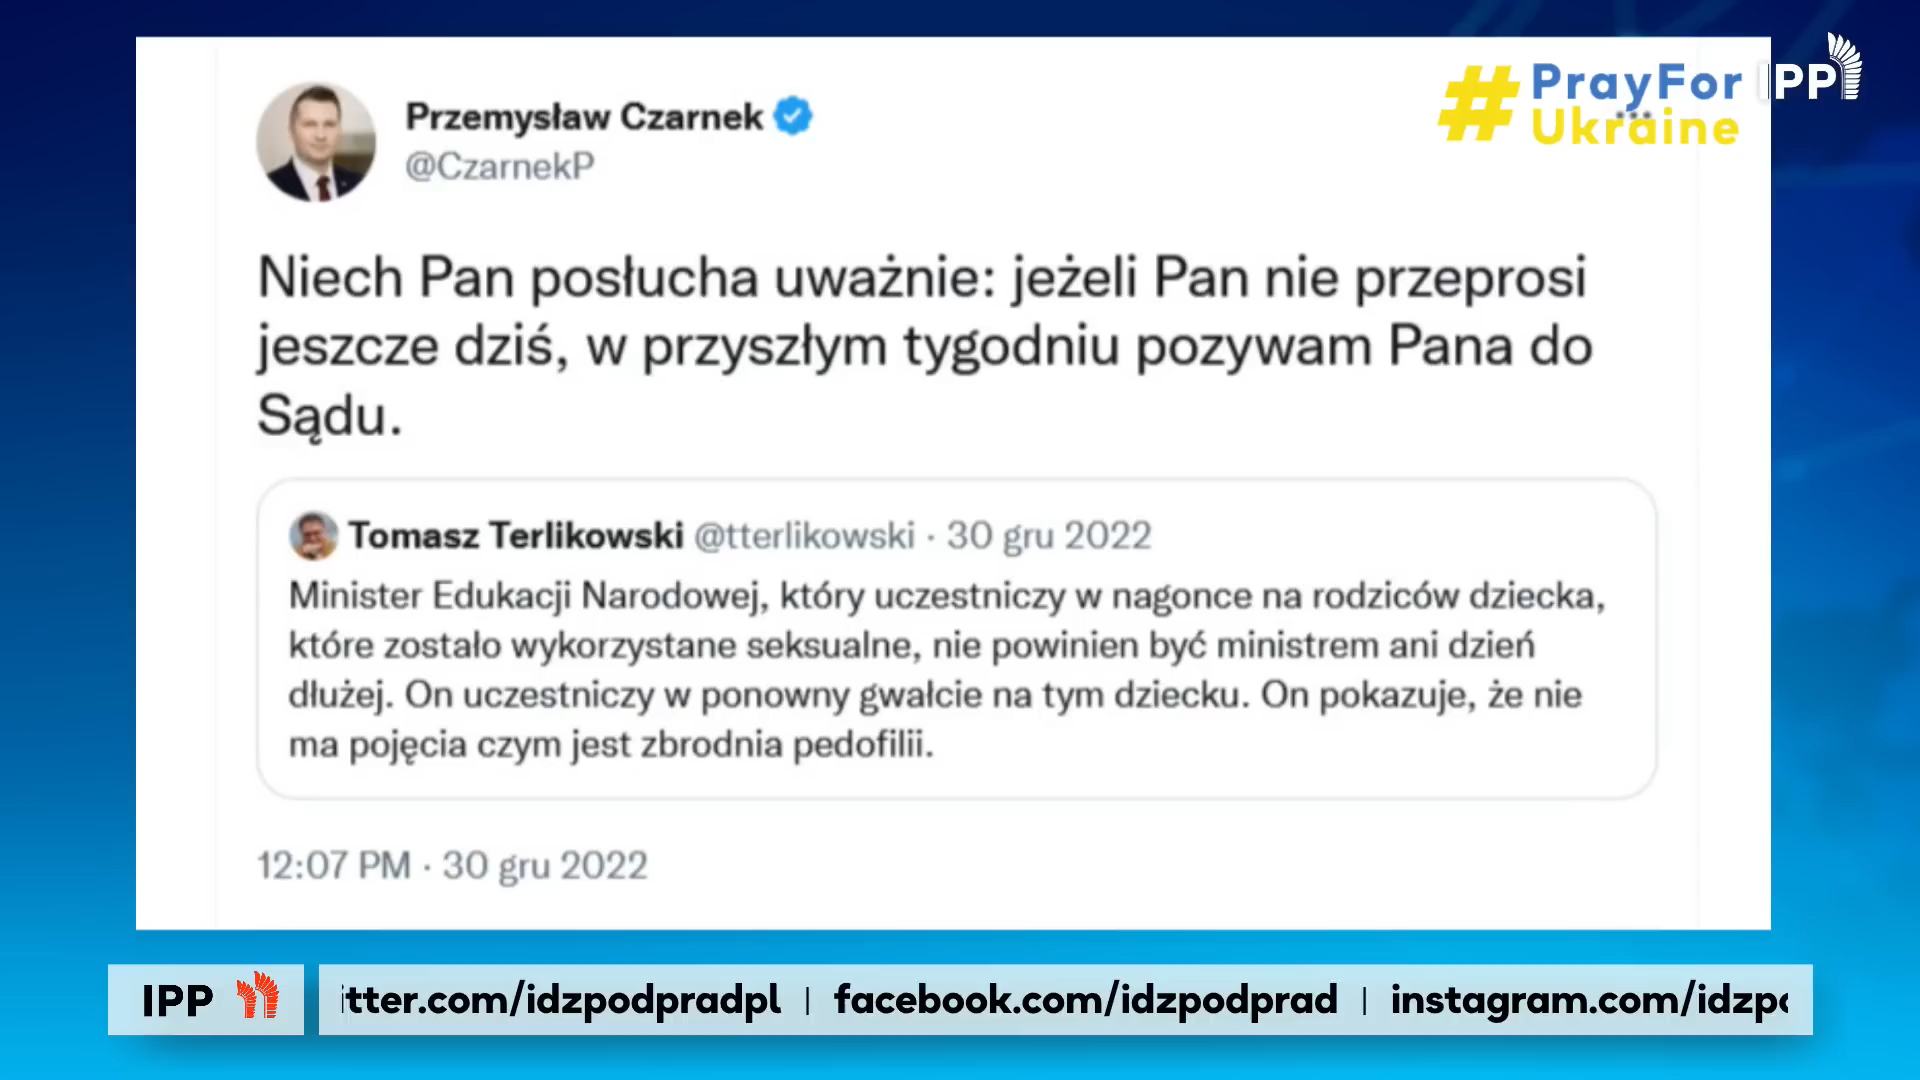 #PrayFor
Ukraine
IPP
Przemysław Czarnek
@CzarnekP
Niech Pan posłucha uważnie: jeżeli Pan nie przeprosi
jeszcze dziś, w przyszłym tygodniu pozywam Pana do
Sądu.
Tomasz Terlikowski @tterlikowski · 30 gru 2022
Minister Edukacji Narodowej, który uczestniczy w nagonce na rodziców dziecka,
które zostało wykorzystane seksualne, nie powinien być ministrem ani dzień
dłużej. On uczestniczy w ponowny gwałcie na tym dziecku. On pokazuje, że nie
ma pojęcia czym jest zbrodnia pedofilii.
12:07 PM · 30 gru 2022
IPP
itter.com/idzpodpradpl | facebook.com/idzpodprad | instagram.com/idzpo